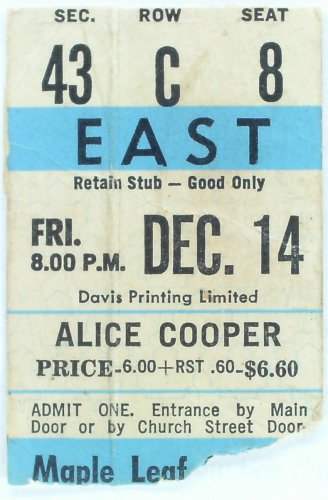 SEC. ROW SEAT
43 C 8
EAST
Retain Stub – Good Only
FRI. DEC. 14
8.00 P.M.
Davis Printing Limited
ALICE COOPER
PRICE-6.00+RST .60-$6.60
ADMIT ONE. Entrance by Main
Door or by Church Street Door
Maple Leaf